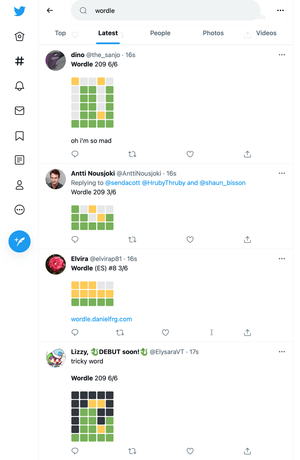 wordle
Top
Latest
People
Photos
Videos
dino @the_sanjo · 16s
Wordle 209 6/6
oh i'm so mad
Antti Nousjoki @AnttiNousjoki · 16s
Replying to @sendacott @HrubyThruby and @shaun_bisson
Wordle 209 3/6
Elvira @elvirap81 · 16s
Wordle (ES) #8 3/6
wordle.danielfrg.com
Lizzy, 🐉DEBUT soon!🐉 @ElysaraVT · 17s
tricky word
Wordle 209 6/6